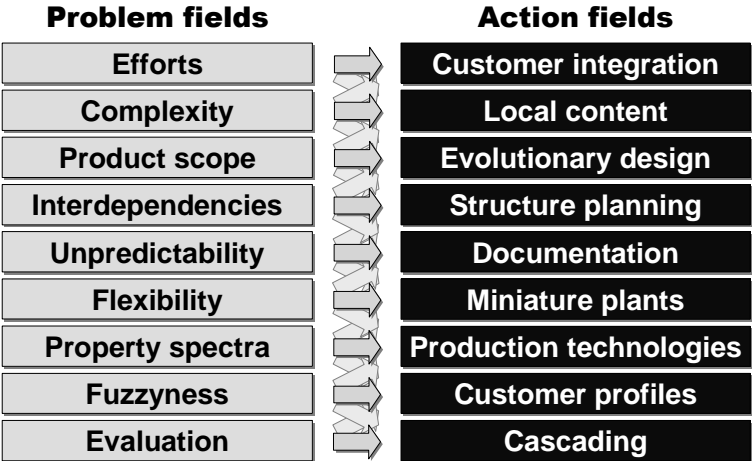 Problem fields Action fields
Efforts Customer integration
Complexity Local content
Product scope Evolutionary design
Interdependencies Structure planning
Unpredictability Documentation
Flexibility Miniature plants
Property spectra Production technologies
Fuzzyness Customer profiles
Evaluation Cascading